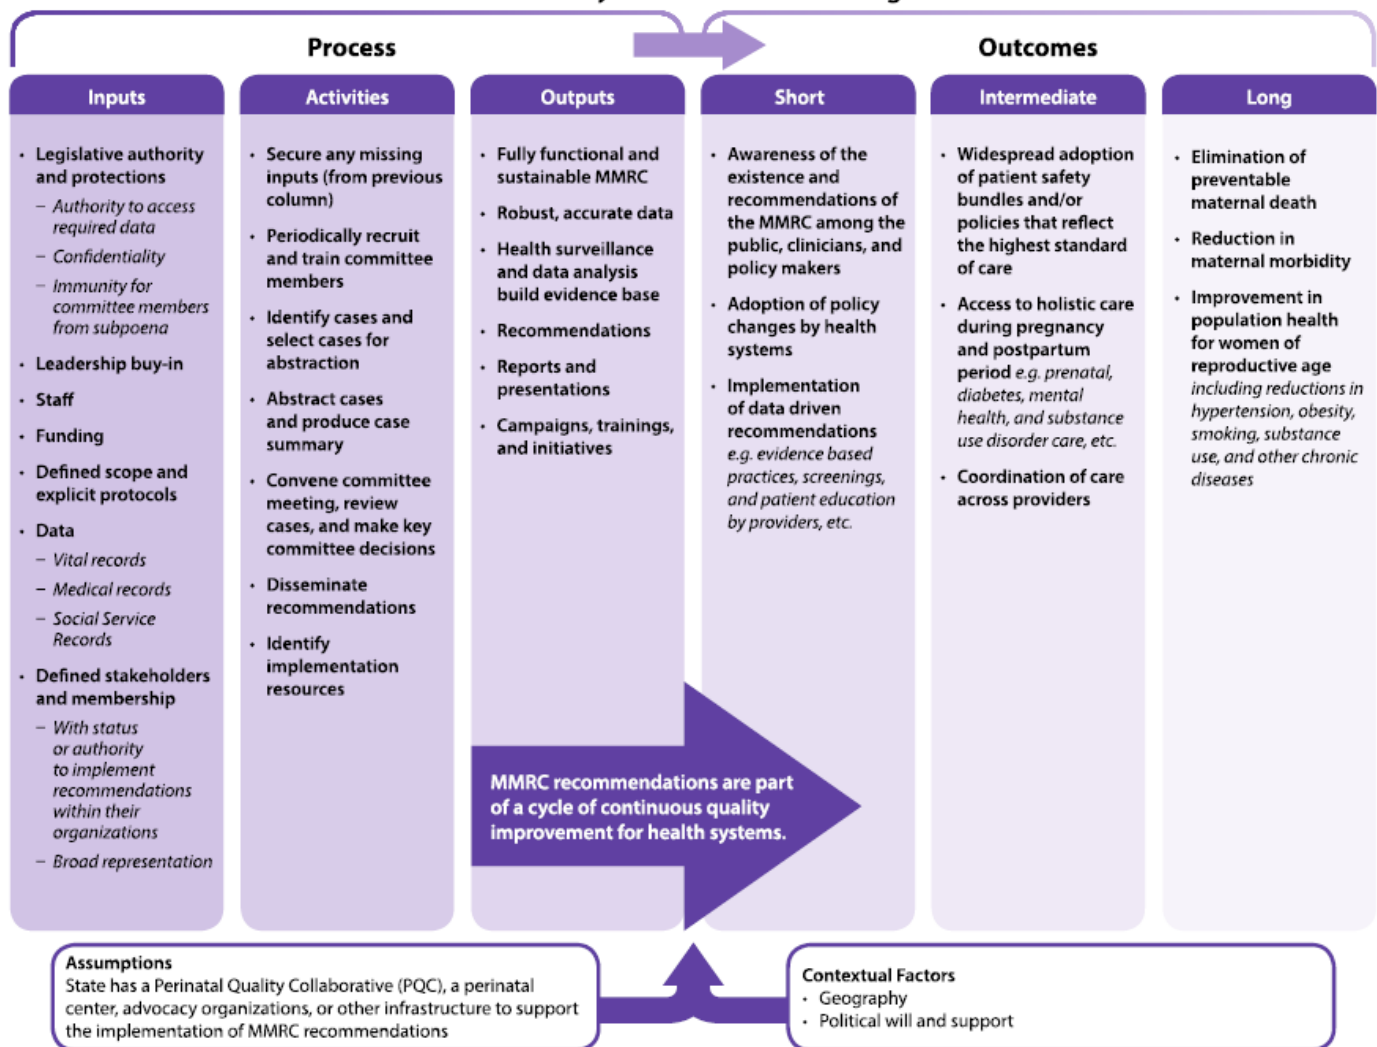 Process
Outcomes
Inputs
• Legislative authority
and protections
– Authority to access
required data
– Confidentiality
– Immunity for
committee members
from subpoena
• Leadership buy-in
• Staff
• Funding
• Defined scope and
explicit protocols
• Data
– Vital records
– Medical records
– Social Service
Records
• Defined stakeholders
and membership
– With status
or authority
to implement
recommendations
within their
organizations
– Broad representation
Activities
• Secure any missing
inputs (from previous
column)
• Periodically recruit
and train committee
members
• Identify cases and
select cases for
abstraction
• Abstract cases
and produce case
summary
• Convene committee
meeting, review
cases, and make key
committee decisions
• Disseminate
recommendations
• Identify
implementation
resources
Outputs
• Fully functional and
sustainable MMRC
• Robust, accurate data
• Health surveillance
and data analysis
build evidence base
• Recommendations
• Reports and
presentations
• Campaigns, trainings,
and initiatives
Short
• Awareness of the
existence and
recommendations of
the MMRC among the
public, clinicians, and
policy makers
• Adoption of policy
changes by health
systems
• Implementation
of data driven
recommendations
e.g. evidence based
practices, screenings,
and patient education
by providers, etc.
Intermediate
• Widespread adoption
of patient safety
bundles and/or
policies that reflect
the highest standard
of care
• Access to holistic care
during pregnancy
and postpartum
period e.g. prenatal,
diabetes, mental
health, and substance
use disorder care, etc.
• Coordination of care
across providers
Long
• Elimination of
preventable
maternal death
• Reduction in
maternal morbidity
• Improvement in
population health
for women of
reproductive age
including reductions in
hypertension, obesity,
smoking, substance
use, and other chronic
diseases
MMRC recommendations are part
of a cycle of continuous quality
improvement for health systems.
Assumptions
State has a Perinatal Quality Collaborative (PQC), a perinatal
center, advocacy organizations, or other infrastructure to support
the implementation of MMRC recommendations
Contextual Factors
• Geography
• Political will and support